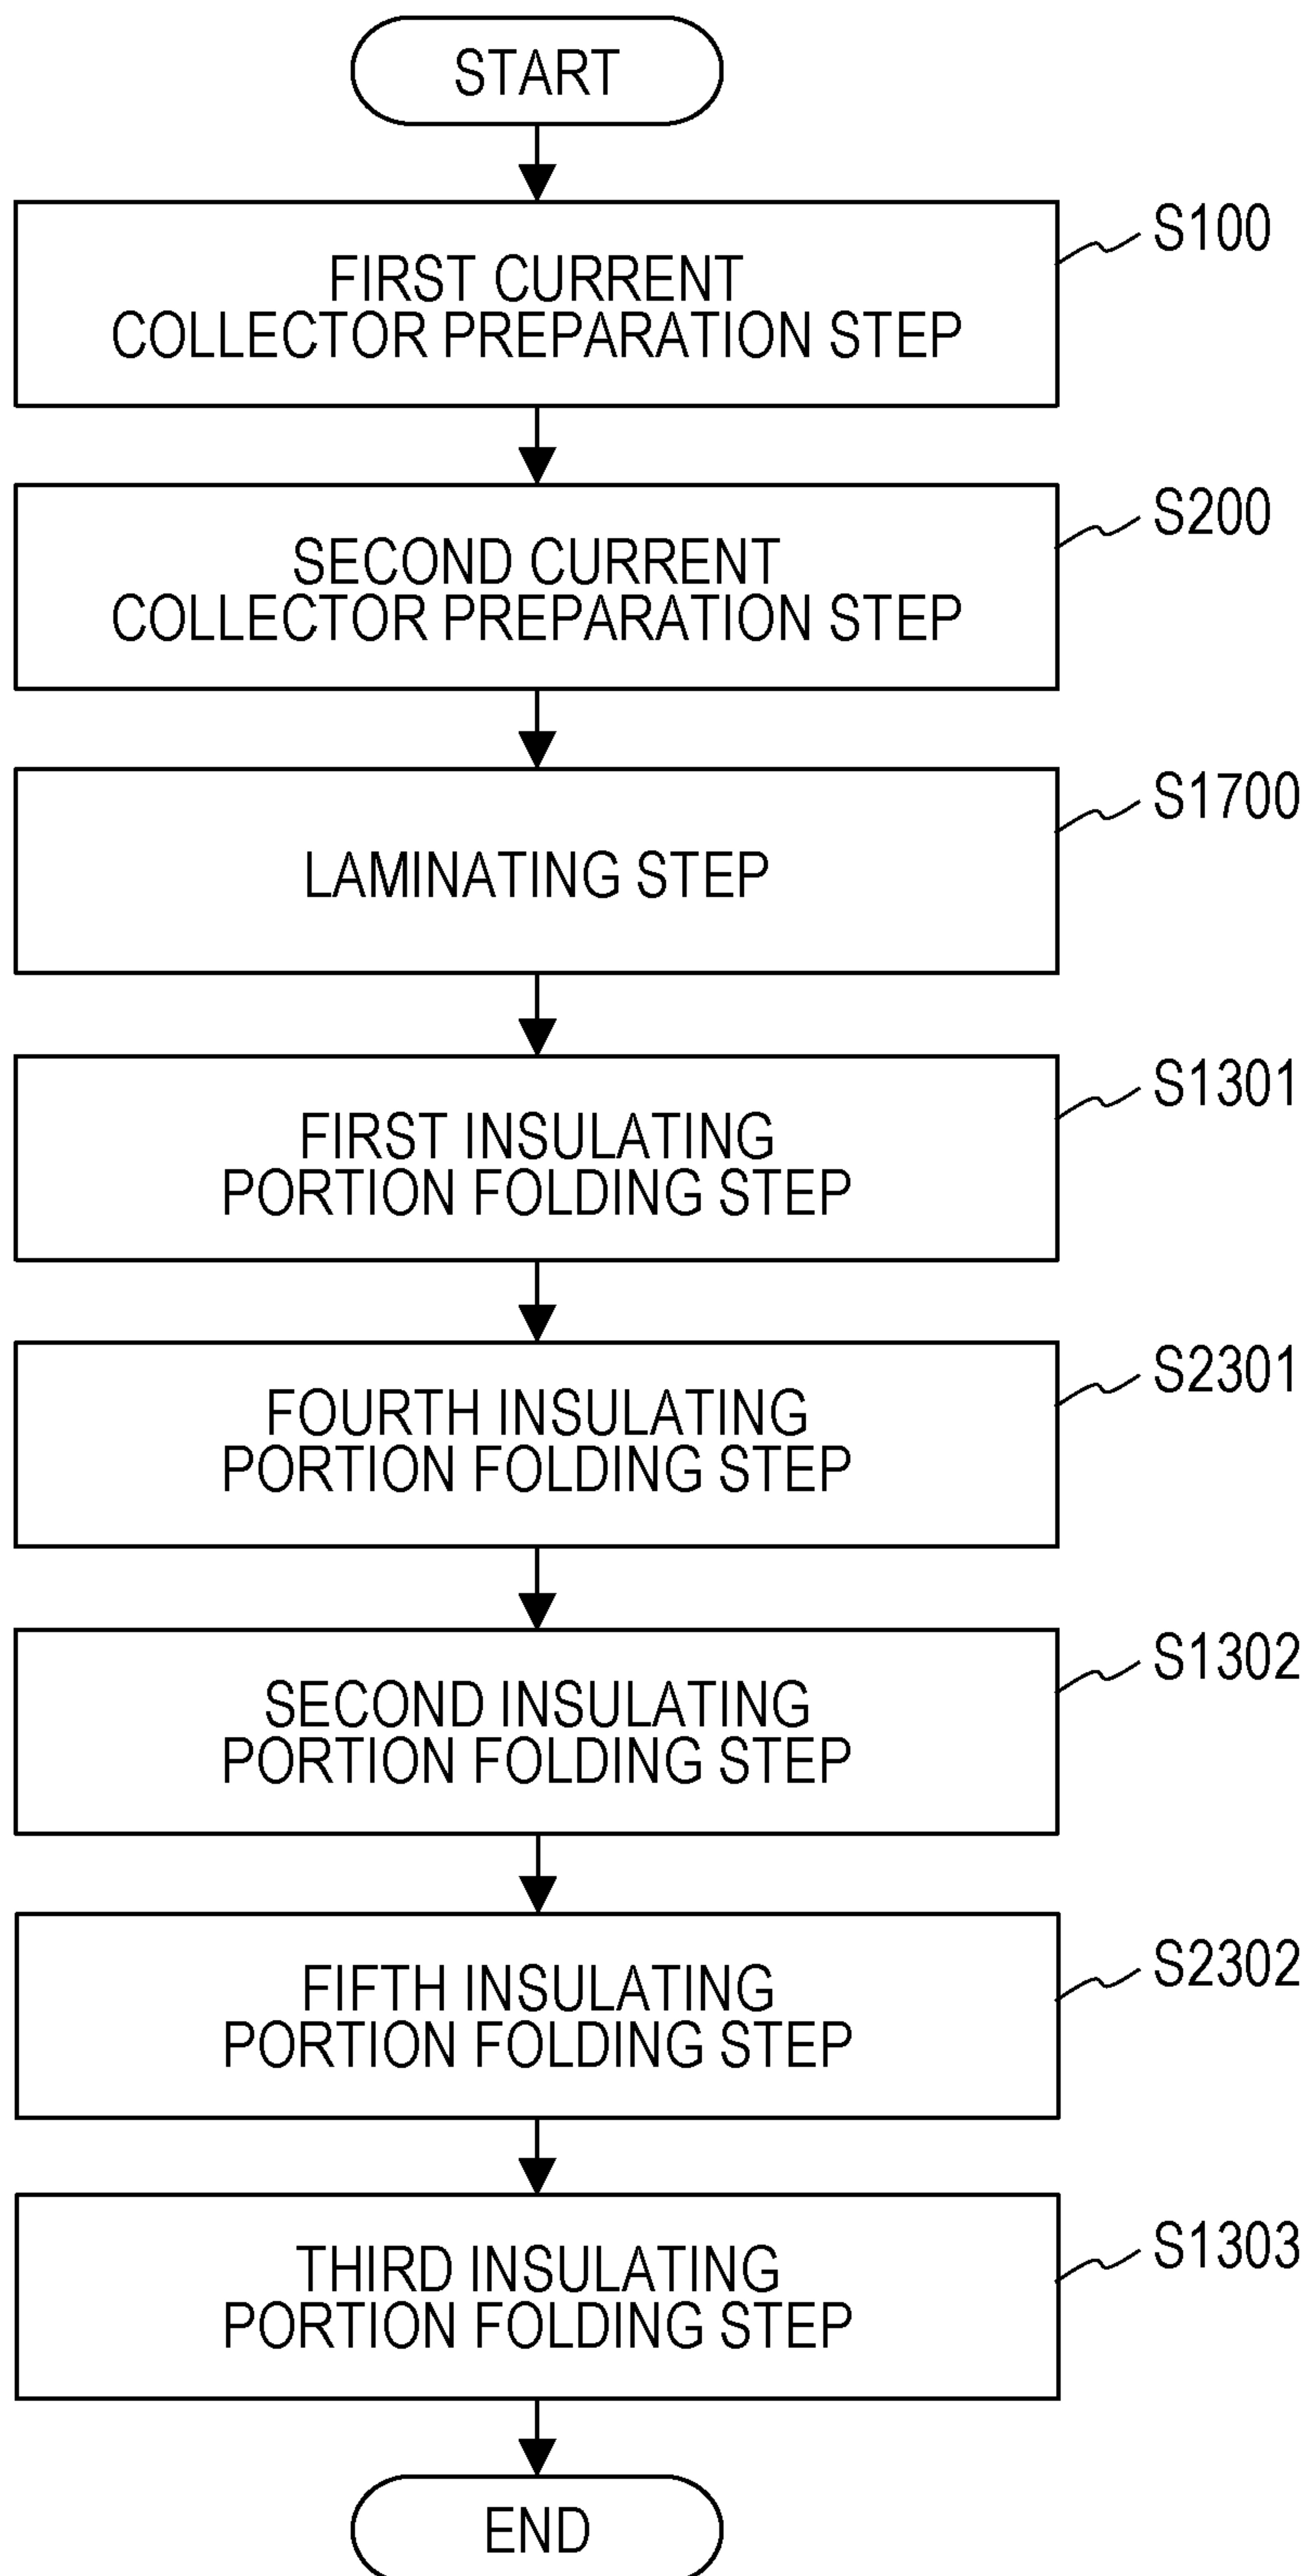 START
S100
FIRST CURRENT
COLLECTOR PREPARATION STEP
S200
SECOND CURRENT
COLLECTOR PREPARATION STEP
S1700
LAMINATING STEP
S1301
FIRST INSULATING
PORTION FOLDING STEP
S2301
FOURTH INSULATING
PORTION FOLDING STEP
S1302
SECOND INSULATING
PORTION FOLDING STEP
S2302
FIFTH INSULATING
PORTION FOLDING STEP
S1303
THIRD INSULATING
PORTION FOLDING STEP
END